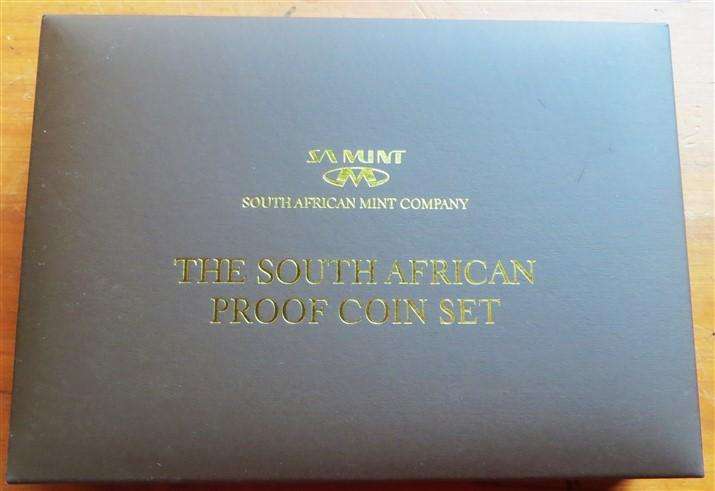 SA MINT
SOUTH AFRICAN MINT COMPANY
THE SOUTH AFRICAN
PROOF COIN SET